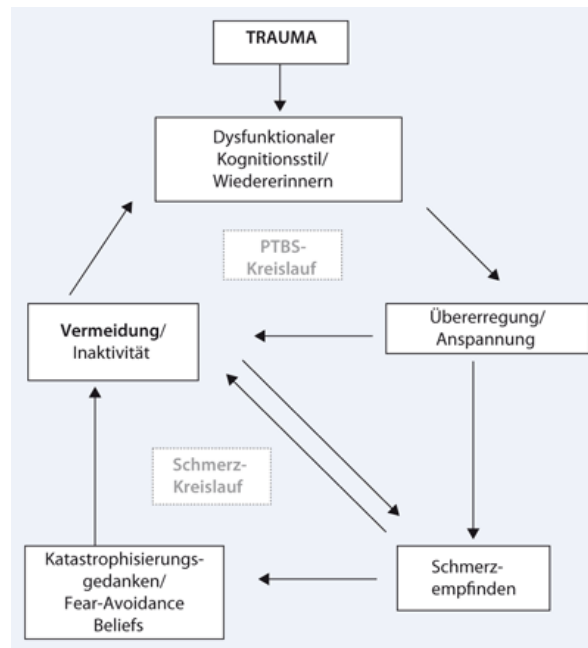 TRAUMA
Dysfunktionaler
Kognitionsstil/
Wiedererinnern
PTBS-
Kreislauf
Vermeidung/
Inaktivität
Übererregung/
Anspannung
Schmerz-
Kreislauf
Katastrophisierungs-
gedanken/
Fear-Avoidance
Beliefs
Schmerz-
empfinden